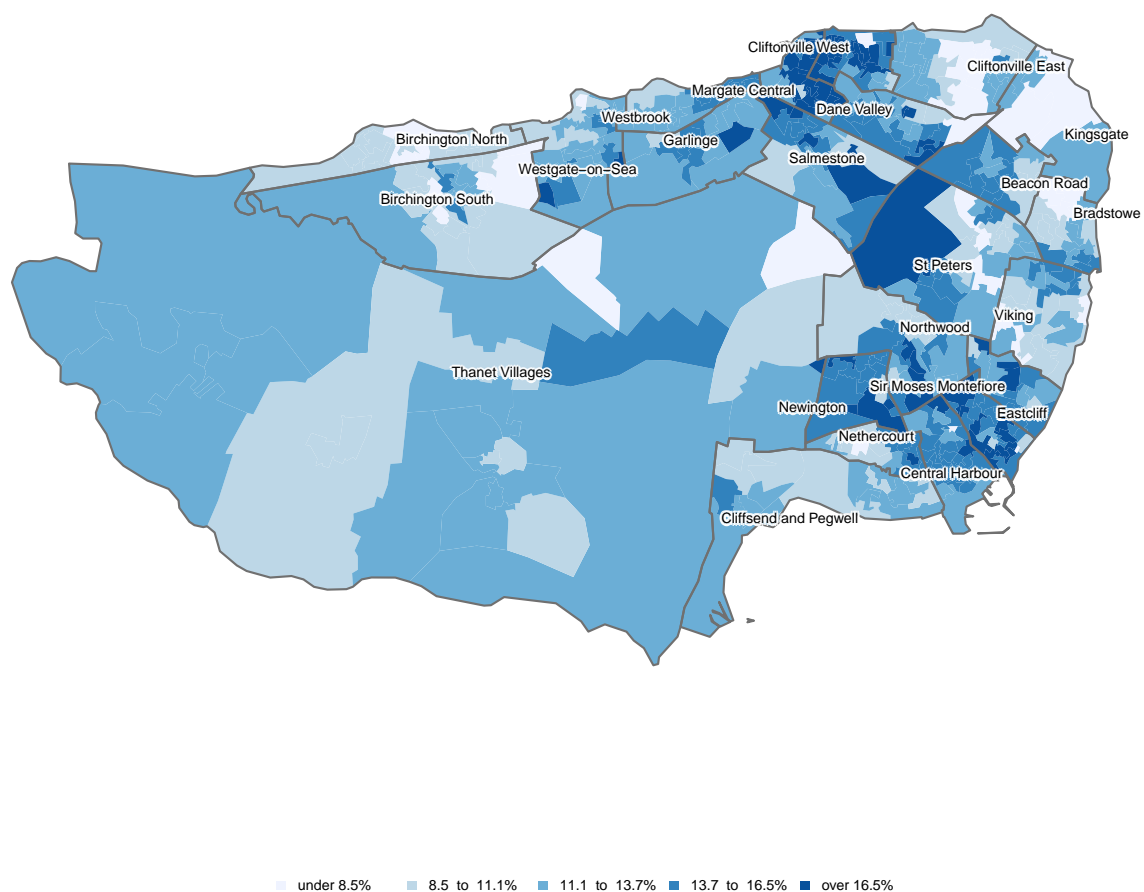 Cliftonville West
Cliftonville East
Margate Central
Dane Valley
Westbrook
Kingsgate
Birchington North
Garlinge
Salmestone
Westgate−on−Sea
Beacon Road
Birchington South
Bradstowe
St Peters
Viking
Northwood
Thanet Villages
Sir Moses Montefiore
Newington
Eastcliff
Nethercourt
Central Harbour
Cliffsend and Pegwell
under 8.5% 8.5 to 11.1% 11.1 to 13.7% 13.7 to 16.5% over 16.5%